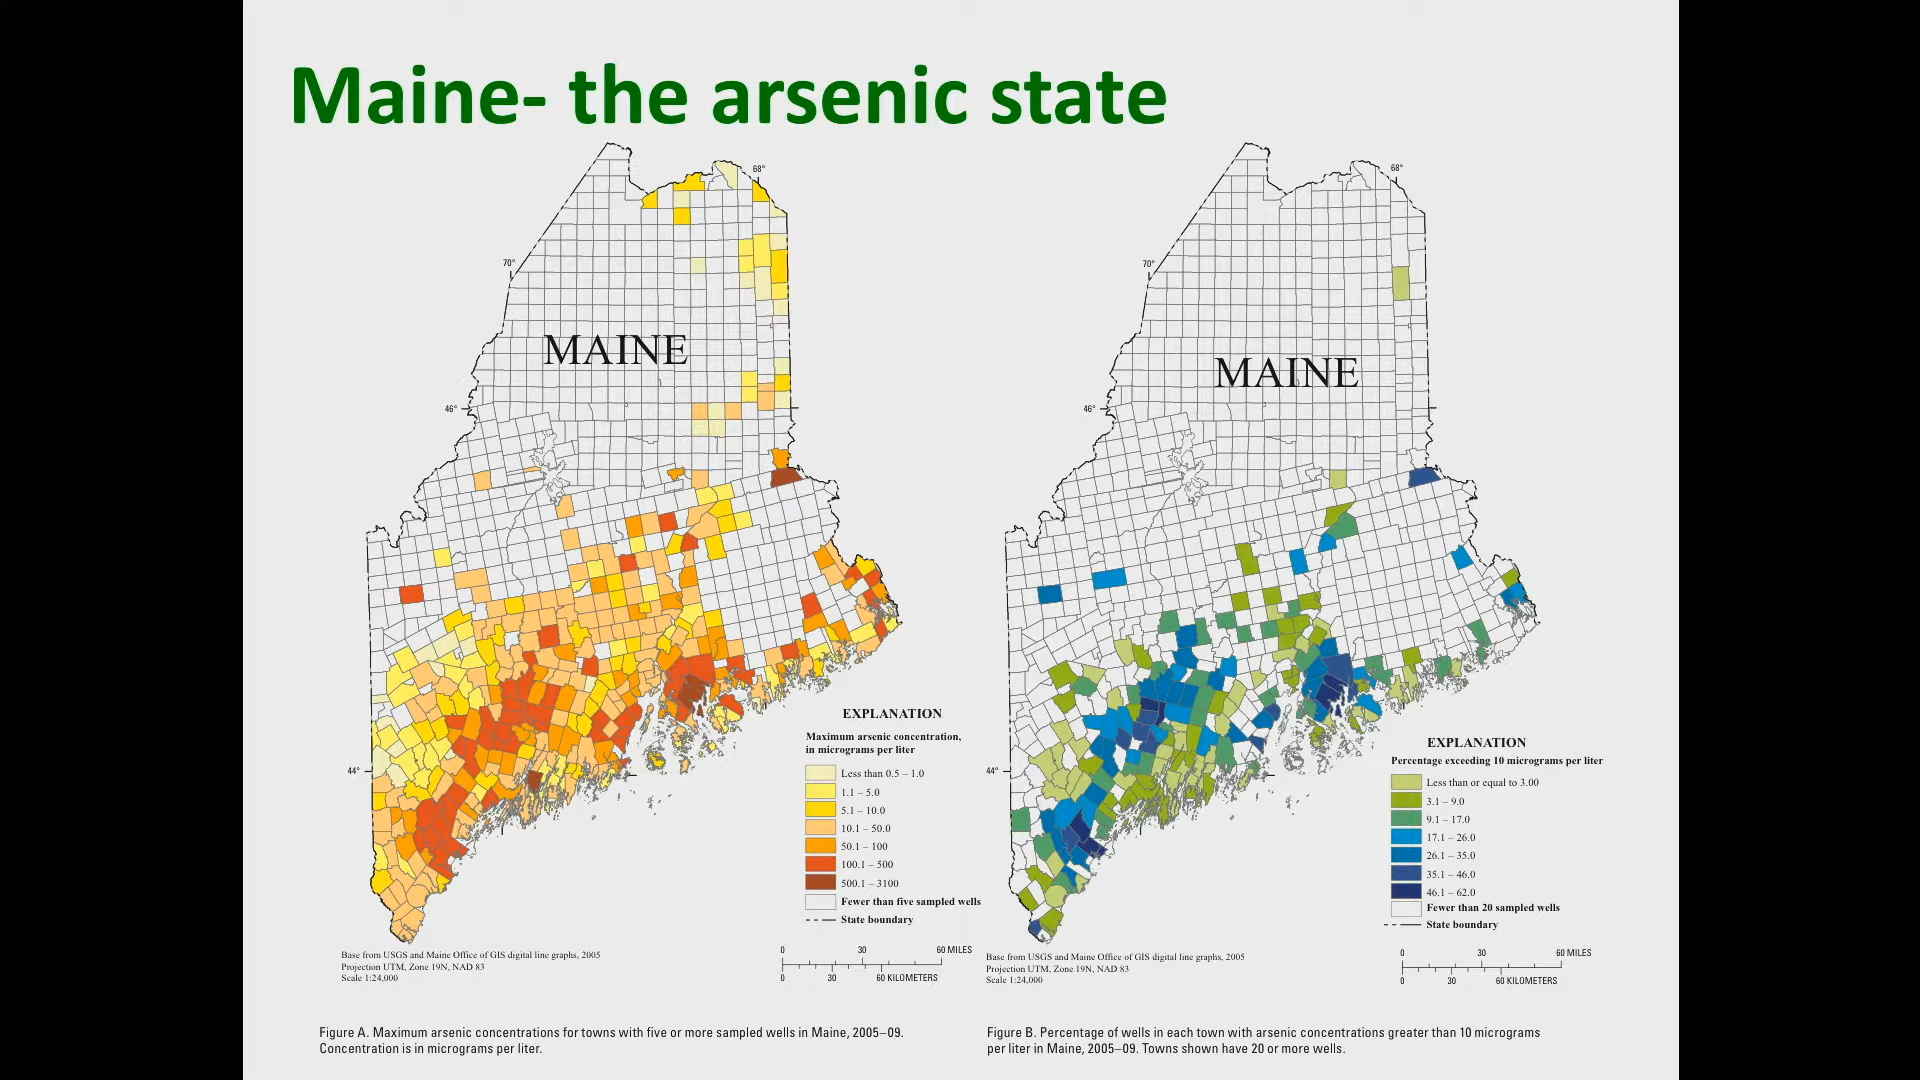 Maine- the arsenic state
68°
70°
MAINE
46°
44°
EXPLANATION
Maximum arsenic concentration,
in micrograms per liter
Less than 0.5 – 1.0
1.1 – 5.0
5.1 – 10.0
10.1 – 50.0
50.1 – 100
100.1 – 500
500.1 – 3100
Fewer than five sampled wells
State boundary
0 30 60 MILES
0 30 60 KILOMETERS
Base from USGS and Maine Office of GIS digital line graphs, 2005
Projection UTM, Zone 19N, NAD 83
Scale 1:24,000
Figure A. Maximum arsenic concentrations for towns with five or more sampled wells in Maine, 2005–09.
Concentration is in micrograms per liter.
68°
70°
MAINE
46°
44°
EXPLANATION
Percentage exceeding 10 micrograms per liter
Less than or equal to 3.00
3.1 – 9.0
9.1 – 17.0
17.1 – 26.0
26.1 – 35.0
35.1 – 46.0
46.1 – 62.0
Fewer than 20 sampled wells
State boundary
0 30 60 MILES
0 30 60 KILOMETERS
Base from USGS and Maine Office of GIS digital line graphs, 2005
Projection UTM, Zone 19N, NAD 83
Scale 1:24,000
Figure B. Percentage of wells in each town with arsenic concentrations greater than 10 micrograms
per liter in Maine, 2005–09. Towns shown have 20 or more wells.